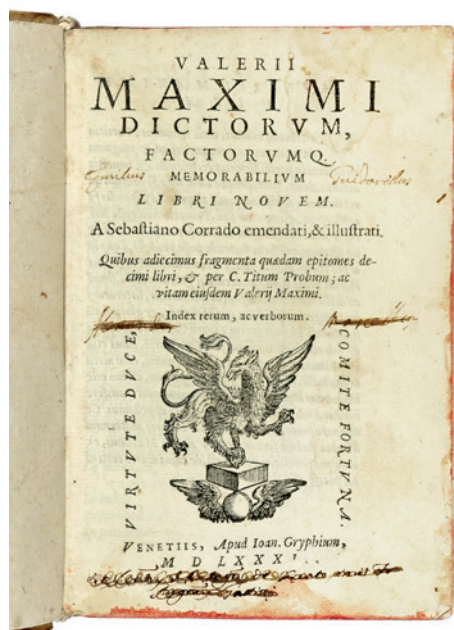 VALERII
MAXIMI
DICTORVM,
FACTORVMQ.
MEMORABILIVM
LIBRI NOVEM.
A Sebastiano Corrado emendati, & illustrati.
Quibus adiecimus fragmenta quædam epitomes de-
cimi libri, & per C. Titum Probum; ac
vitam eiusdem Valerij Maximi.
Index rerum, ac verborum.
VIRTVTE DVCE,
COMITE FORTVNA.
VENETIIS, Apud Ioan. Gryphium,
M D LXXXI.